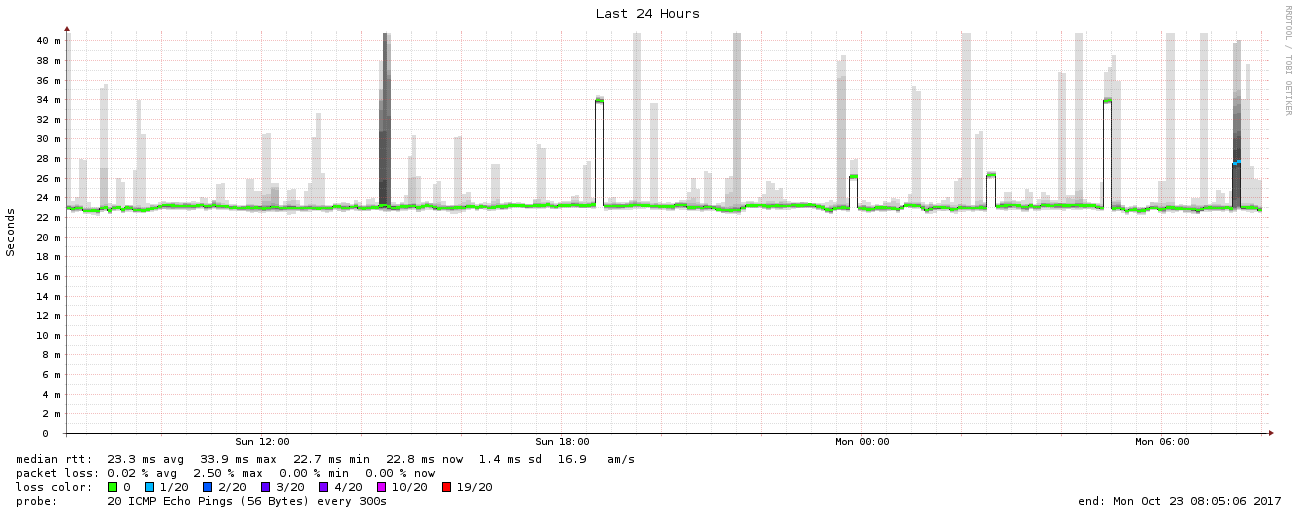 Last 24 Hours
RRDTOOL / TOBI OETIKER
Seconds
40 m
38 m
36 m
34 m
32 m
30 m
28 m
26 m
24 m
22 m
20 m
18 m
16 m
14 m
12 m
10 m
8 m
6 m
4 m
2 m
0
Sun 12:00 Sun 18:00 Mon 00:00 Mon 06:00
median rtt: 23.3 ms avg 33.9 ms max 22.7 ms min 22.8 ms now 1.4 ms sd 16.9 am/s
packet loss: 0.02 % avg 2.50 % max 0.00 % min 0.00 % now
loss color: 0 1/20 2/20 3/20 4/20 10/20 19/20
probe: 20 ICMP Echo Pings (56 Bytes) every 300s end: Mon Oct 23 08:05:06 2017